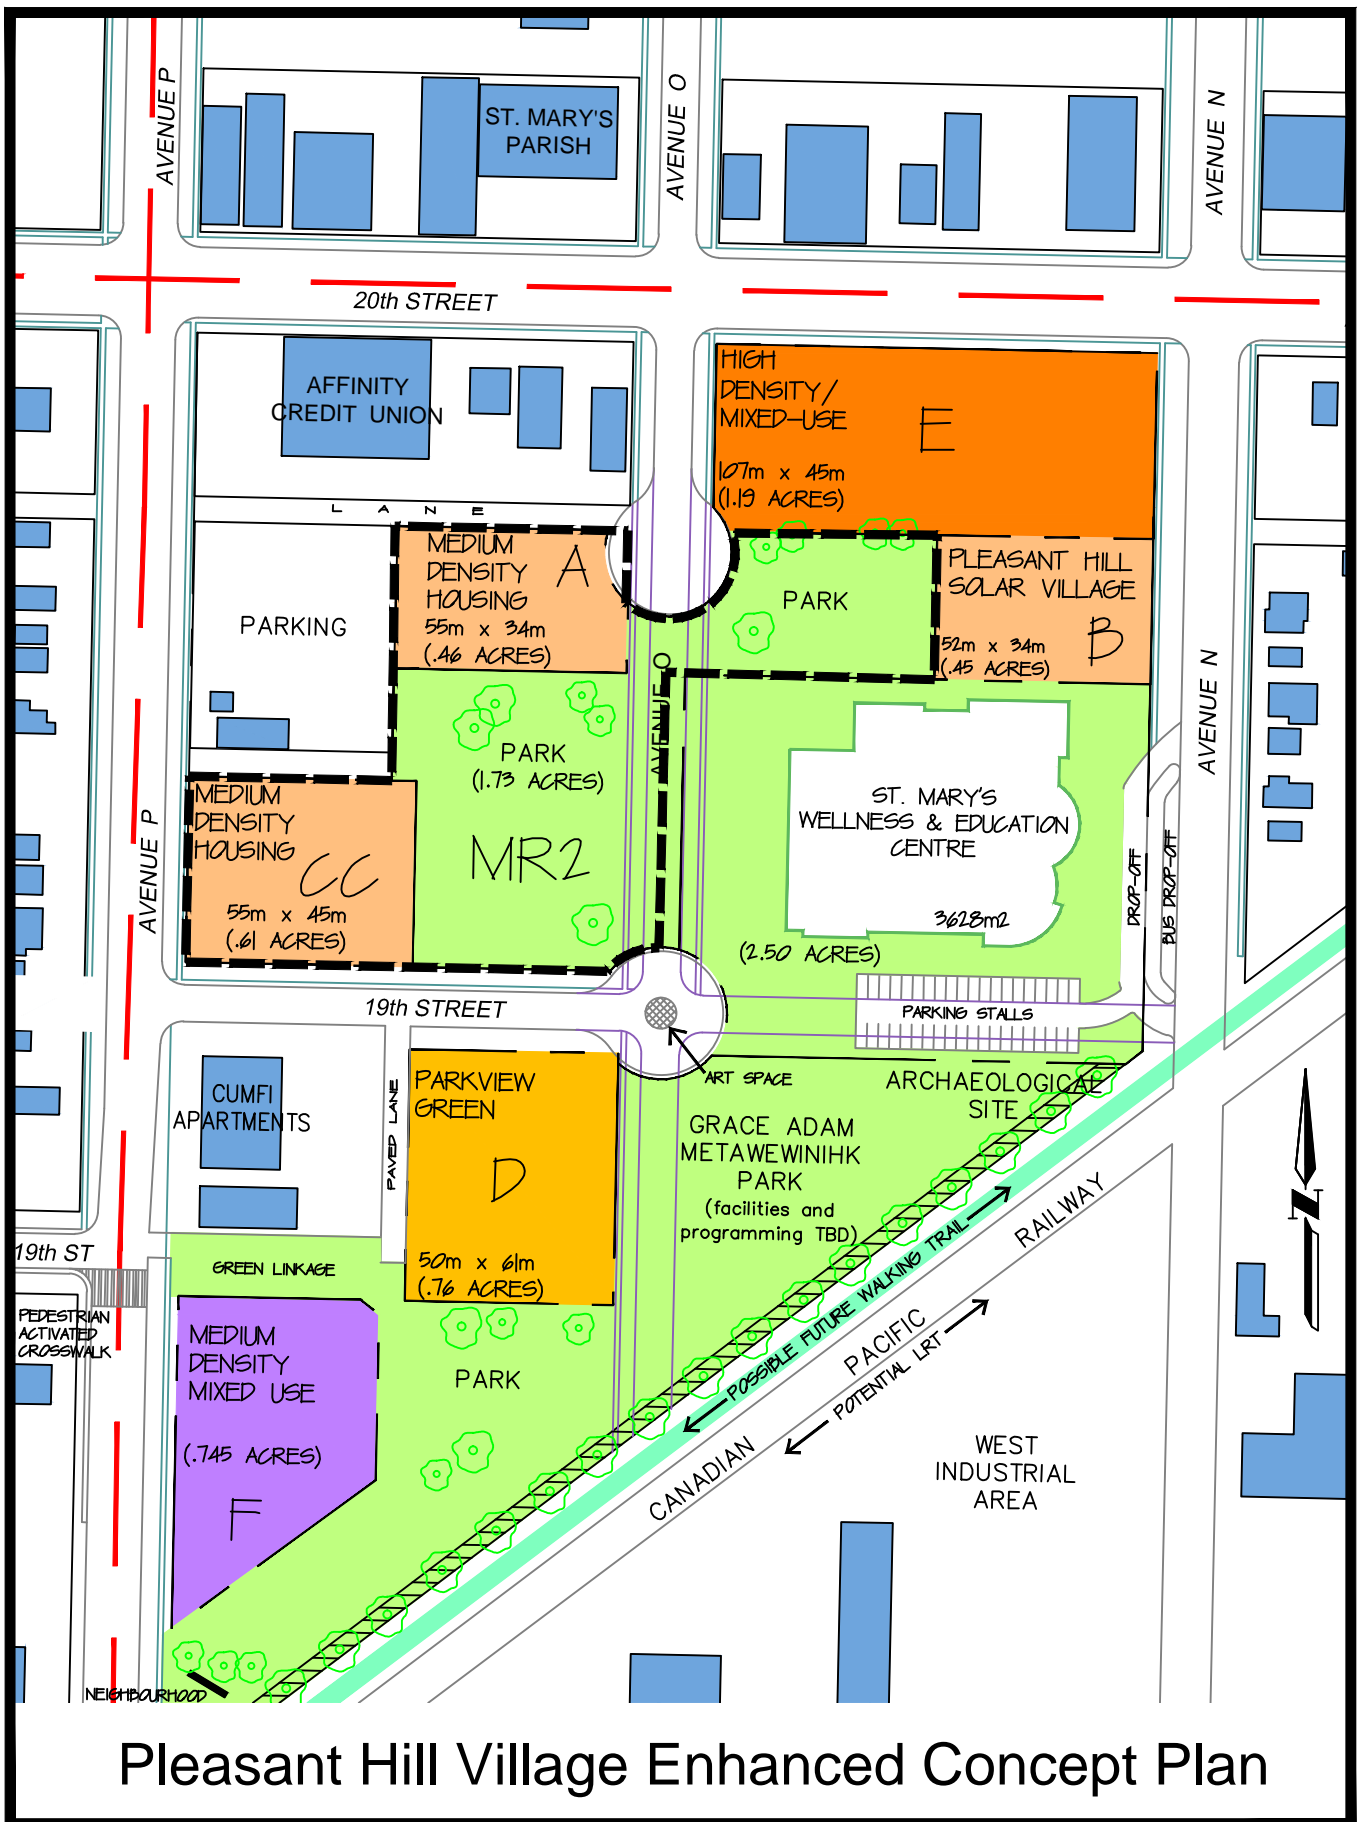 AVENUE P
ST. MARY'S
PARISH
AVENUE O
AVENUE N
20th STREET
AFFINITY
CREDIT UNION
HIGH
DENSITY/
MIXED-USE
E
107m x 45m
(1.19 ACRES)
LANE
MEDIUM
DENSITY
HOUSING
A
55m x 34m
(.46 ACRES)
PARK
PLEASANT HILL
SOLAR VILLAGE
B
52m x 34m
(.45 ACRES)
PARKING
AVENUE O
AVENUE N
PARK
(1.73 ACRES)
MR2
MEDIUM
DENSITY
HOUSING
CC
55m x 45m
(.61 ACRES)
AVENUE P
ST. MARY'S
WELLNESS & EDUCATION
CENTRE
3628m2
(2.50 ACRES)
DROP-OFF
BUS DROP-OFF
19th STREET
PARKING STALLS
ART SPACE
CUMFI
APARTMENTS
PAVED LANE
PARKVIEW
GREEN
D
50m x 61m
(.76 ACRES)
ARCHAEOLOGICAL
SITE
GRACE ADAM
METAWEWINIHK
PARK
(facilities and
programming TBD)
N
19th ST
GREEN LINKAGE
PEDESTRIAN
ACTIVATED
CROSSWALK
MEDIUM
DENSITY
MIXED USE
(.745 ACRES)
F
PARK
POSSIBLE FUTURE WALKING TRAIL
CANADIAN PACIFIC RAILWAY
POTENTIAL LRT
WEST
INDUSTRIAL
AREA
NEIGHBOURHOOD
Pleasant Hill Village Enhanced Concept Plan